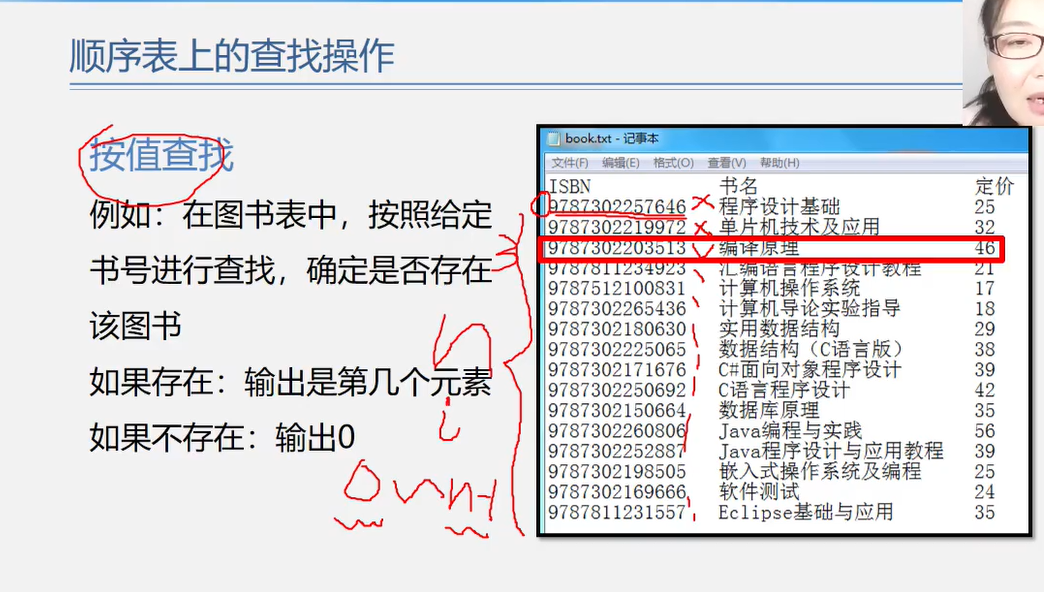 顺序表上的查找操作
按值查找
例如：在图书表中，按照给定
书号进行查找，确定是否存在
该图书
如果存在：输出是第几个元素
如果不存在：输出0
book.txt - 记事本
文件(F) 编辑(E) 格式(O) 查看(V) 帮助(H)
ISBN 书名 定价
9787302257646 程序设计基础 25
9787302219972 单片机技术及应用 32
9787302203513 编译原理 46
9787811234923 汇编语言程序设计教程 21
9787512100831 计算机操作系统 17
9787302265436 计算机导论实验指导 18
9787302180630 实用数据结构 29
9787302225065 数据结构（C语言版） 38
9787302171676 C#面向对象程序设计 39
9787302250692 C语言程序设计 42
9787302150664 数据库原理 35
9787302260806 Java编程与实践 56
9787302252887 Java程序设计与应用教程 39
9787302198505 嵌入式操作系统及编程 25
9787302169666 软件测试 24
9787811231557 Eclipse基础与应用 35
i